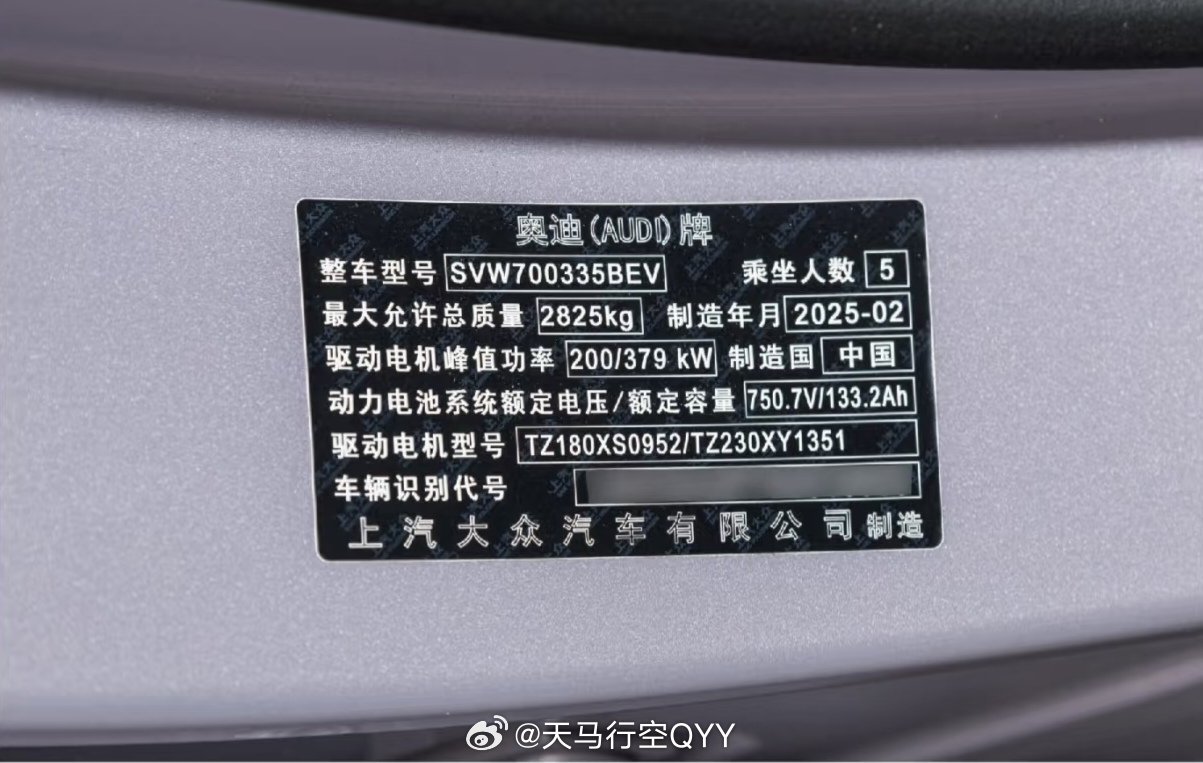 奥迪(AUDI)牌
整车型号 SVW700335BEV 乘坐人数 5
最大允许总质量 2825kg 制造年月 2025-02
驱动电机峰值功率 200/379 kW 制造国 中国
动力电池系统额定电压/额定容量 750.7V/133.2Ah
驱动电机型号 TZ180XS0952/TZ230XY1351
车辆识别代号
上汽大众汽车有限公司制造
@天马行空QYY